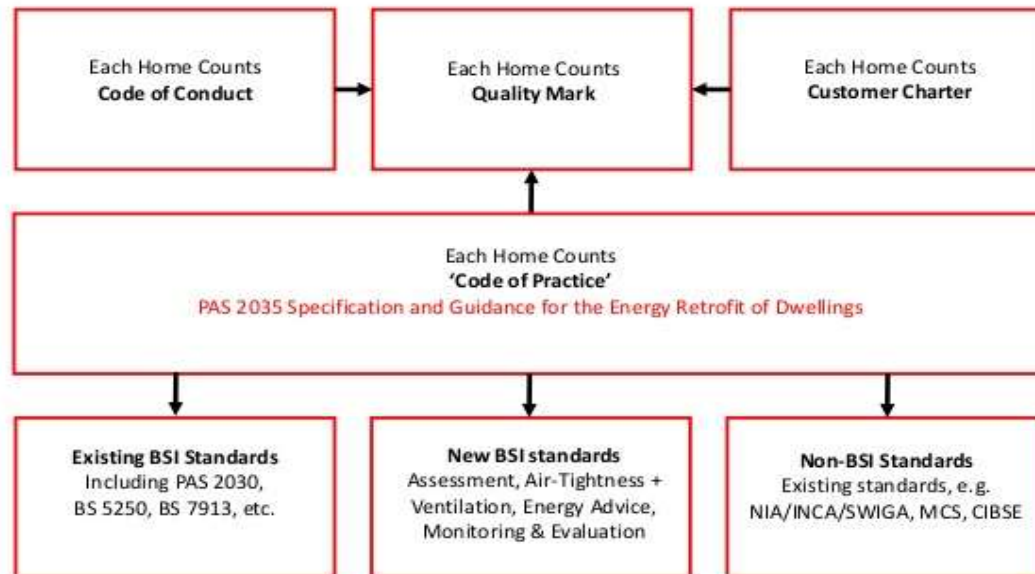 Each Home Counts
Code of Conduct
Each Home Counts
Quality Mark
Each Home Counts
Customer Charter
Each Home Counts
‘Code of Practice’
PAS 2035 Specification and Guidance for the Energy Retrofit of Dwellings
Existing BSI Standards
Including PAS 2030,
BS 5250, BS 7913, etc.
New BSI standards
Assessment, Air-Tightness +
Ventilation, Energy Advice,
Monitoring & Evaluation
Non-BSI Standards
Existing standards, e.g.
NIA/INCA/SWIGA, MCS, CIBSE